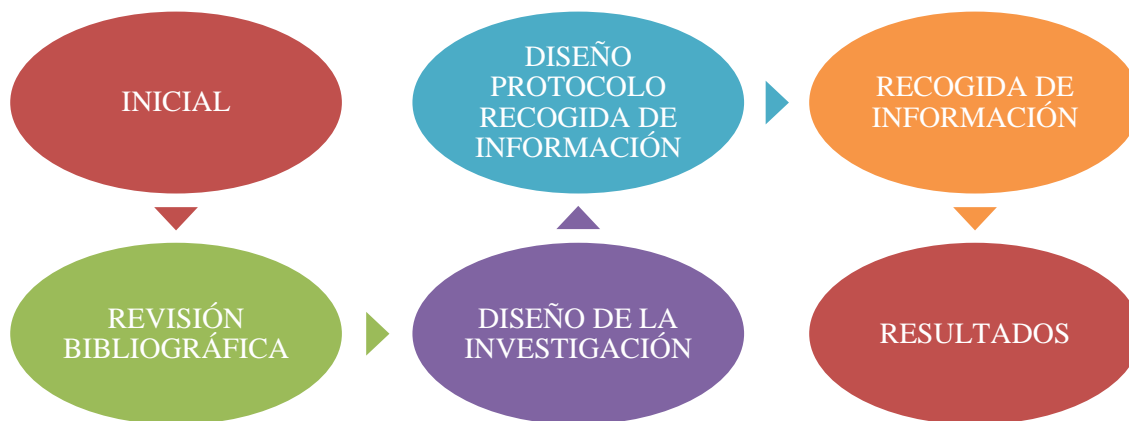 INICIAL
REVISIÓN
BIBLIOGRÁFICA
DISEÑO DE LA
INVESTIGACIÓN
DISEÑO
PROTOCOLO
RECOGIDA DE
INFORMACIÓN
RECOGIDA DE
INFORMACIÓN
RESULTADOS